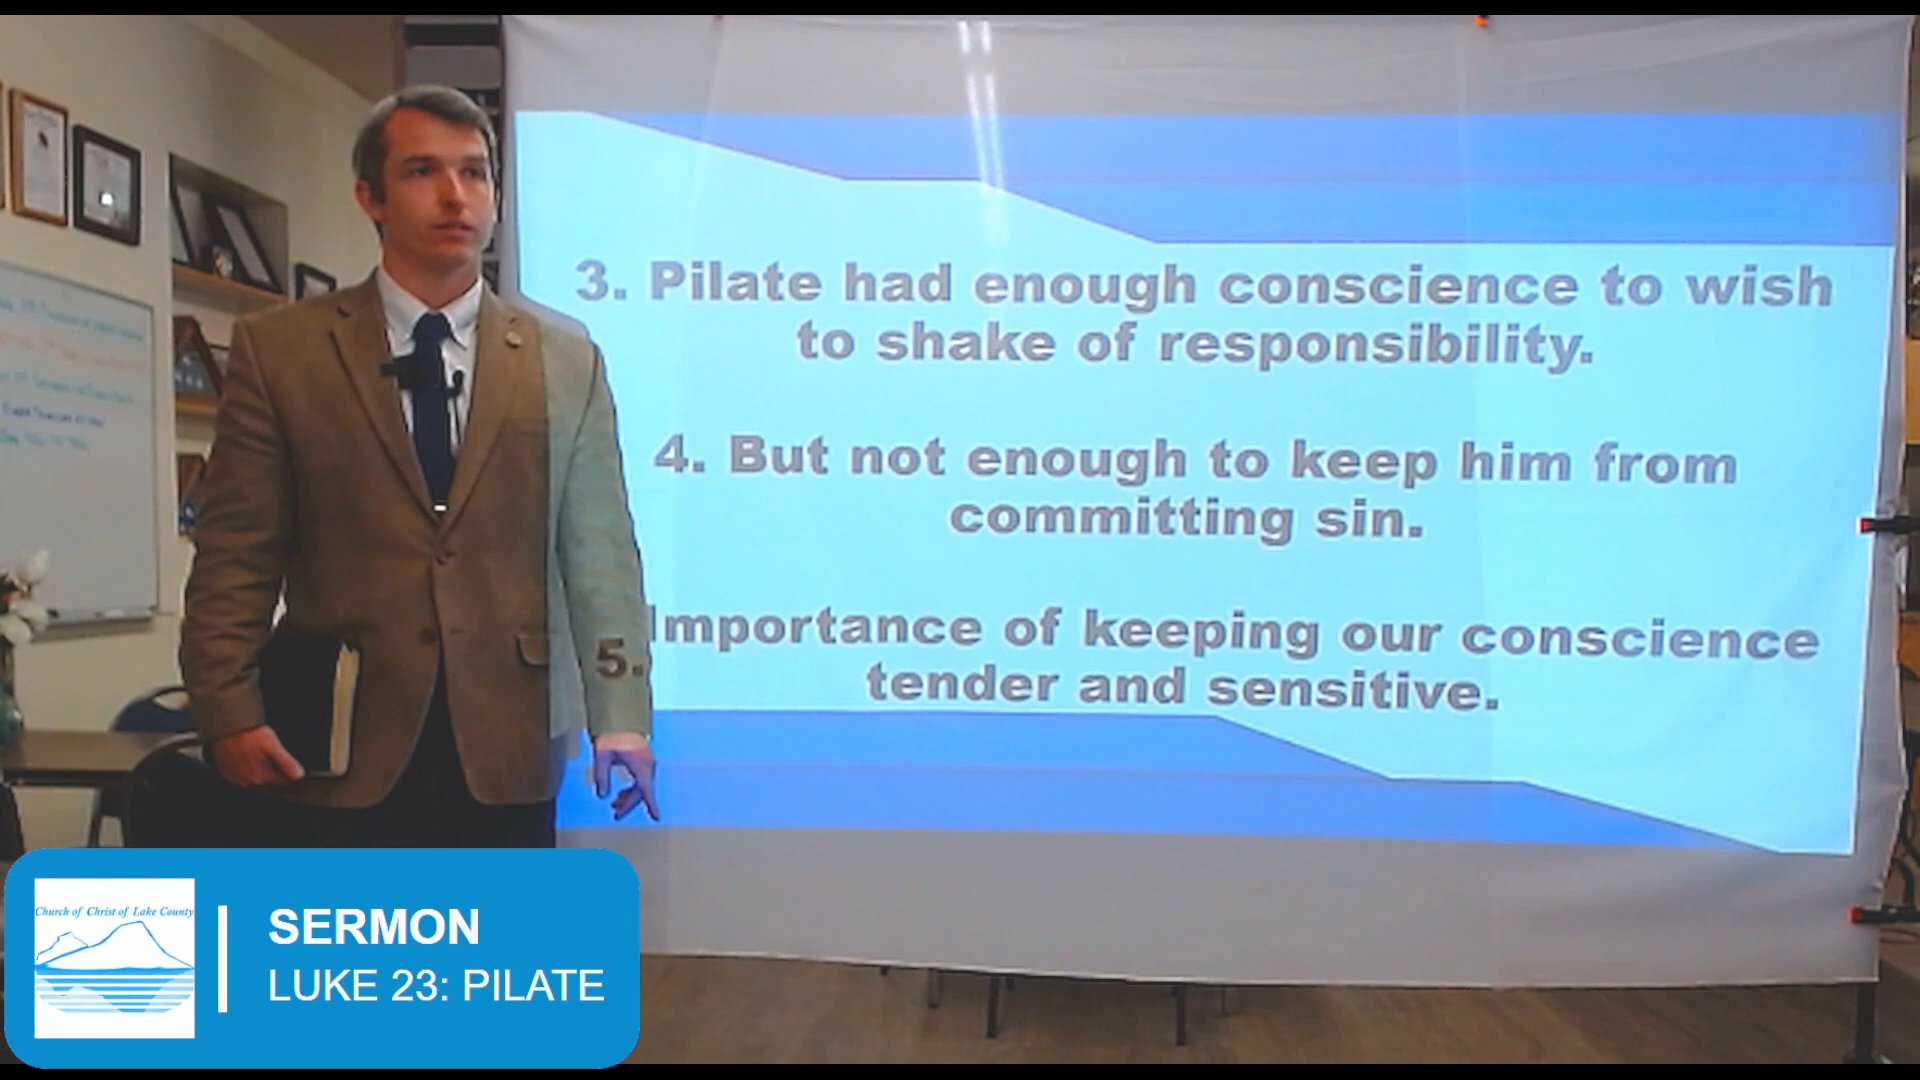 3. Pilate had enough conscience to wish
to shake of responsibility.
4. But not enough to keep him from
committing sin.
5. Importance of keeping our conscience
tender and sensitive.
Church of Christ of Lake County
SERMON
LUKE 23: PILATE